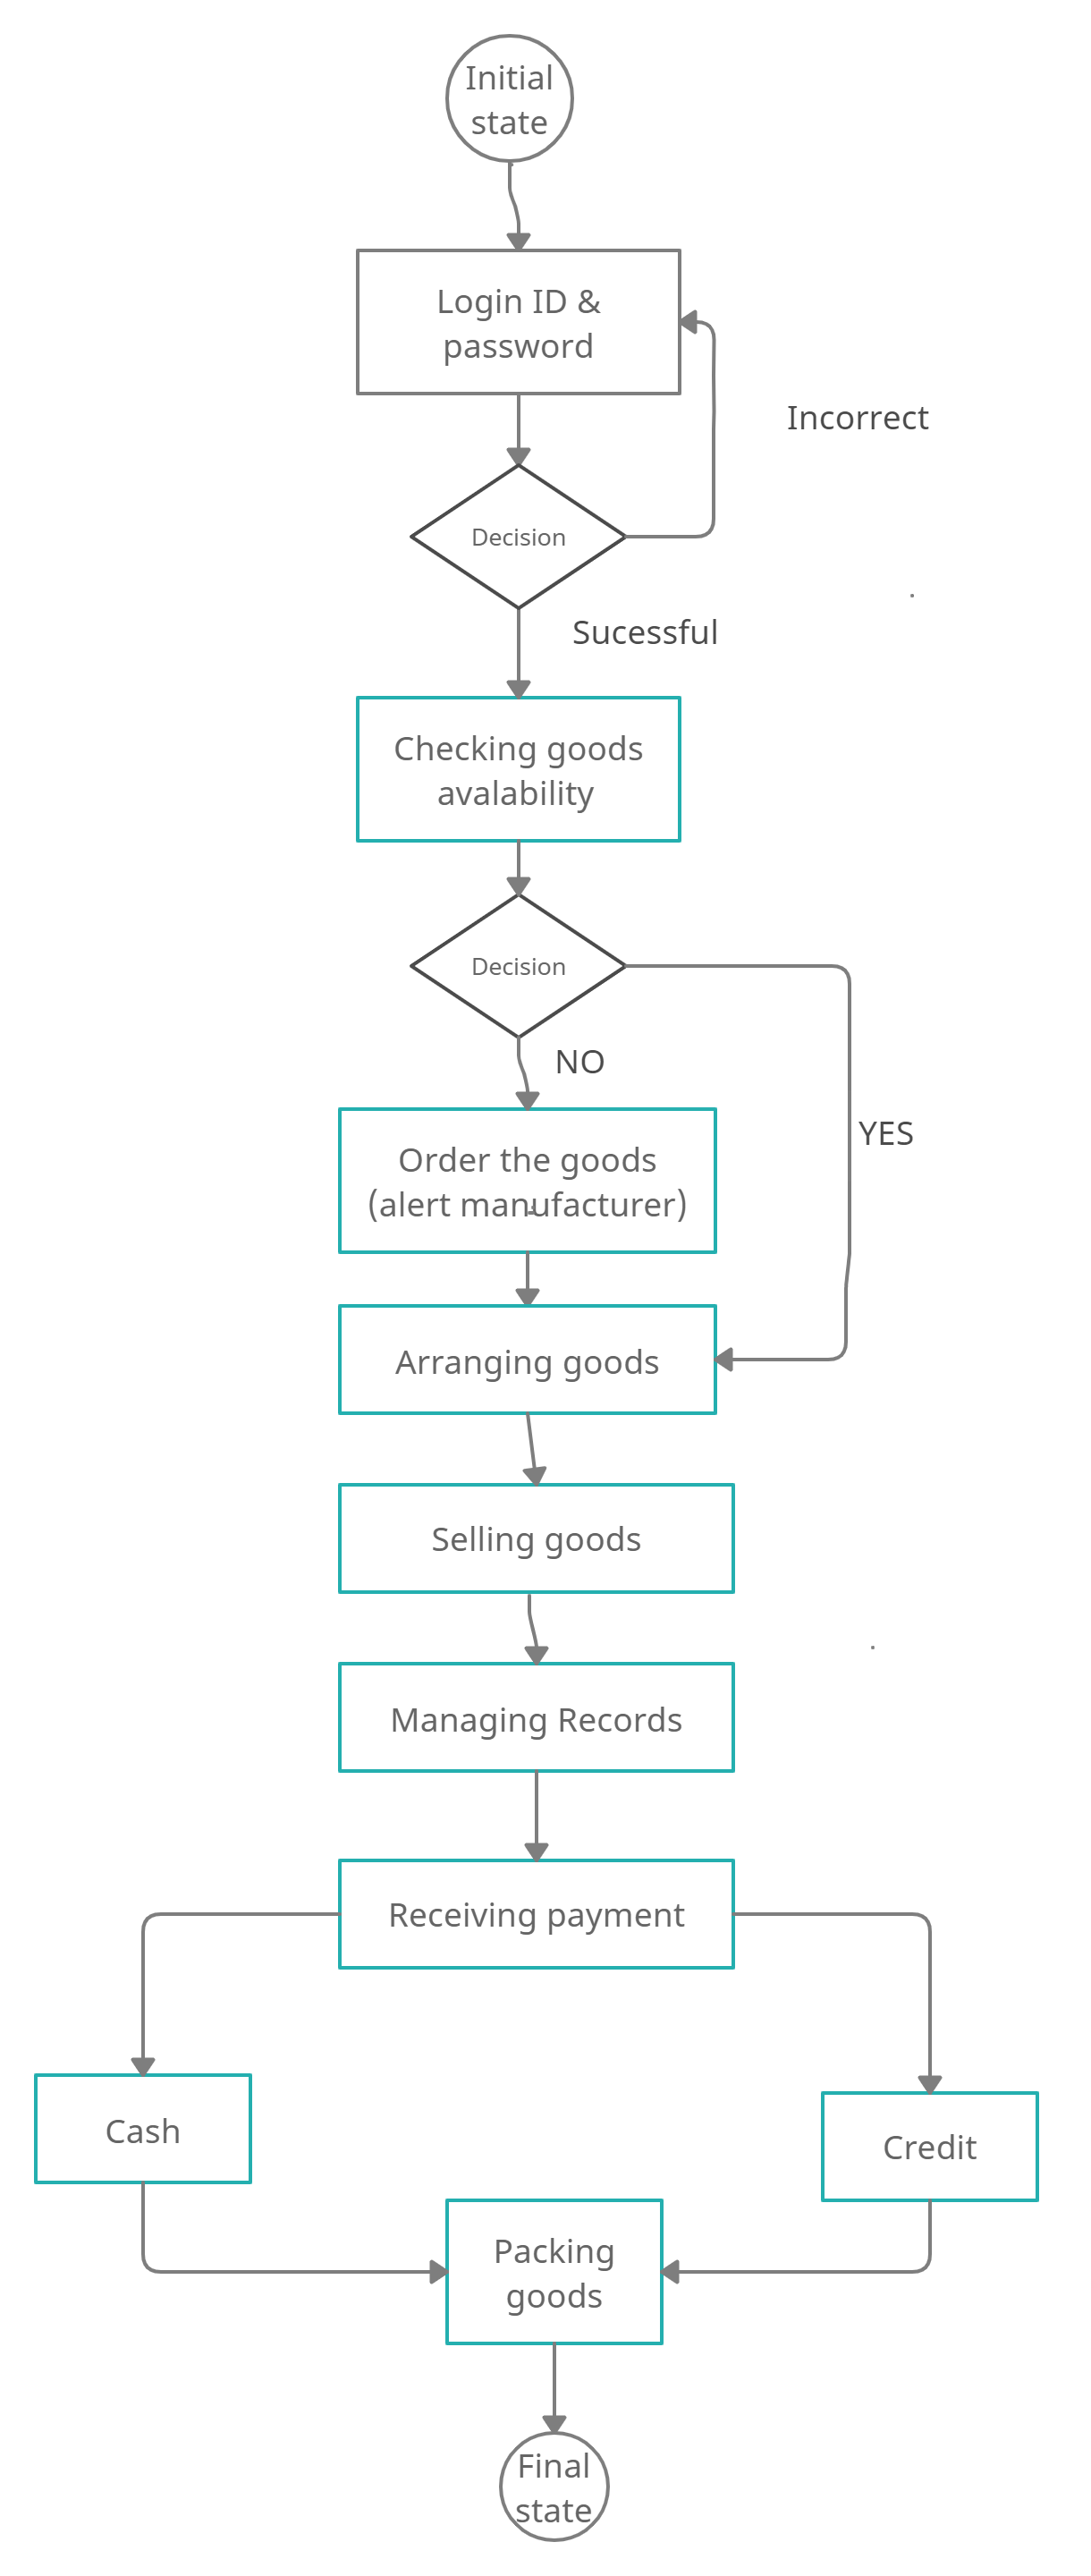 Initial
state
Login ID &
password
Incorrect
Decision
Sucessful
Checking goods
avalability
Decision
NO
YES
Order the goods
(alert manufacturer)
Arranging goods
Selling goods
Managing Records
Receiving payment
Cash
Credit
Packing
goods
Final
state